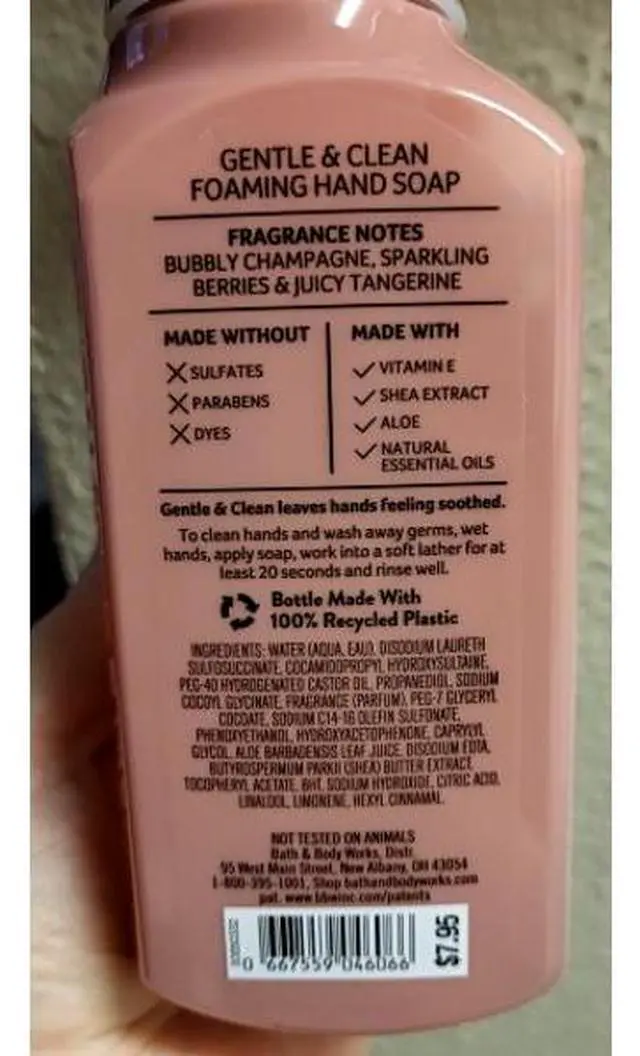 GENTLE & CLEAN
FOAMING HAND SOAP
FRAGRANCE NOTES
BUBBLY CHAMPAGNE, SPARKLING
BERRIES & JUICY TANGERINE
MADE WITHOUT
SULFATES
PARABENS
DYES
MADE WITH
VITAMIN E
SHEA EXTRACT
ALOE
NATURAL
ESSENTIAL OILS
Gentle & Clean leaves hands feeling soothed.
To clean hands and wash away germs, wet
hands, apply soap, work into a soft lather for at
least 20 seconds and rinse well.
Bottle Made With
100% Recycled Plastic
INGREDIENTS: WATER (AQUA, EAU), DISODIUM LAURETH
SULFOSUCCINATE, COCAMIDOPROPYL HYDROXYSULTAINE,
PEG-40 HYDROGENATED CASTOR OIL, PROPANEDIOL, SODIUM
COCOYL GLYCINATE, FRAGRANCE (PARFUM), PEG-7 GLYCERYL
COCOATE, SODIUM C14-16 OLEFIN SULFONATE,
PHENOXYETHANOL, HYDROXYACETOPHENONE, CAPRYLYL
GLYCOL, ALOE BARBADENSIS LEAF JUICE, DISODIUM EDTA,
BUTYROSPERMUM PARKII (SHEA) BUTTER EXTRACT,
TOCOPHERYL ACETATE, BHT, SODIUM HYDROXIDE, CITRIC ACID,
LINALOOL, LIMONENE, HEXYL CINNAMAL.
NOT TESTED ON ANIMALS
Bath & Body Works, Distr.
95 West Main Street, New Albany, OH 43054
1-800-395-1001, Shop bathandbodyworks.com
pat. www.bbwinc.com/patents
0 667559 046066
$7.95